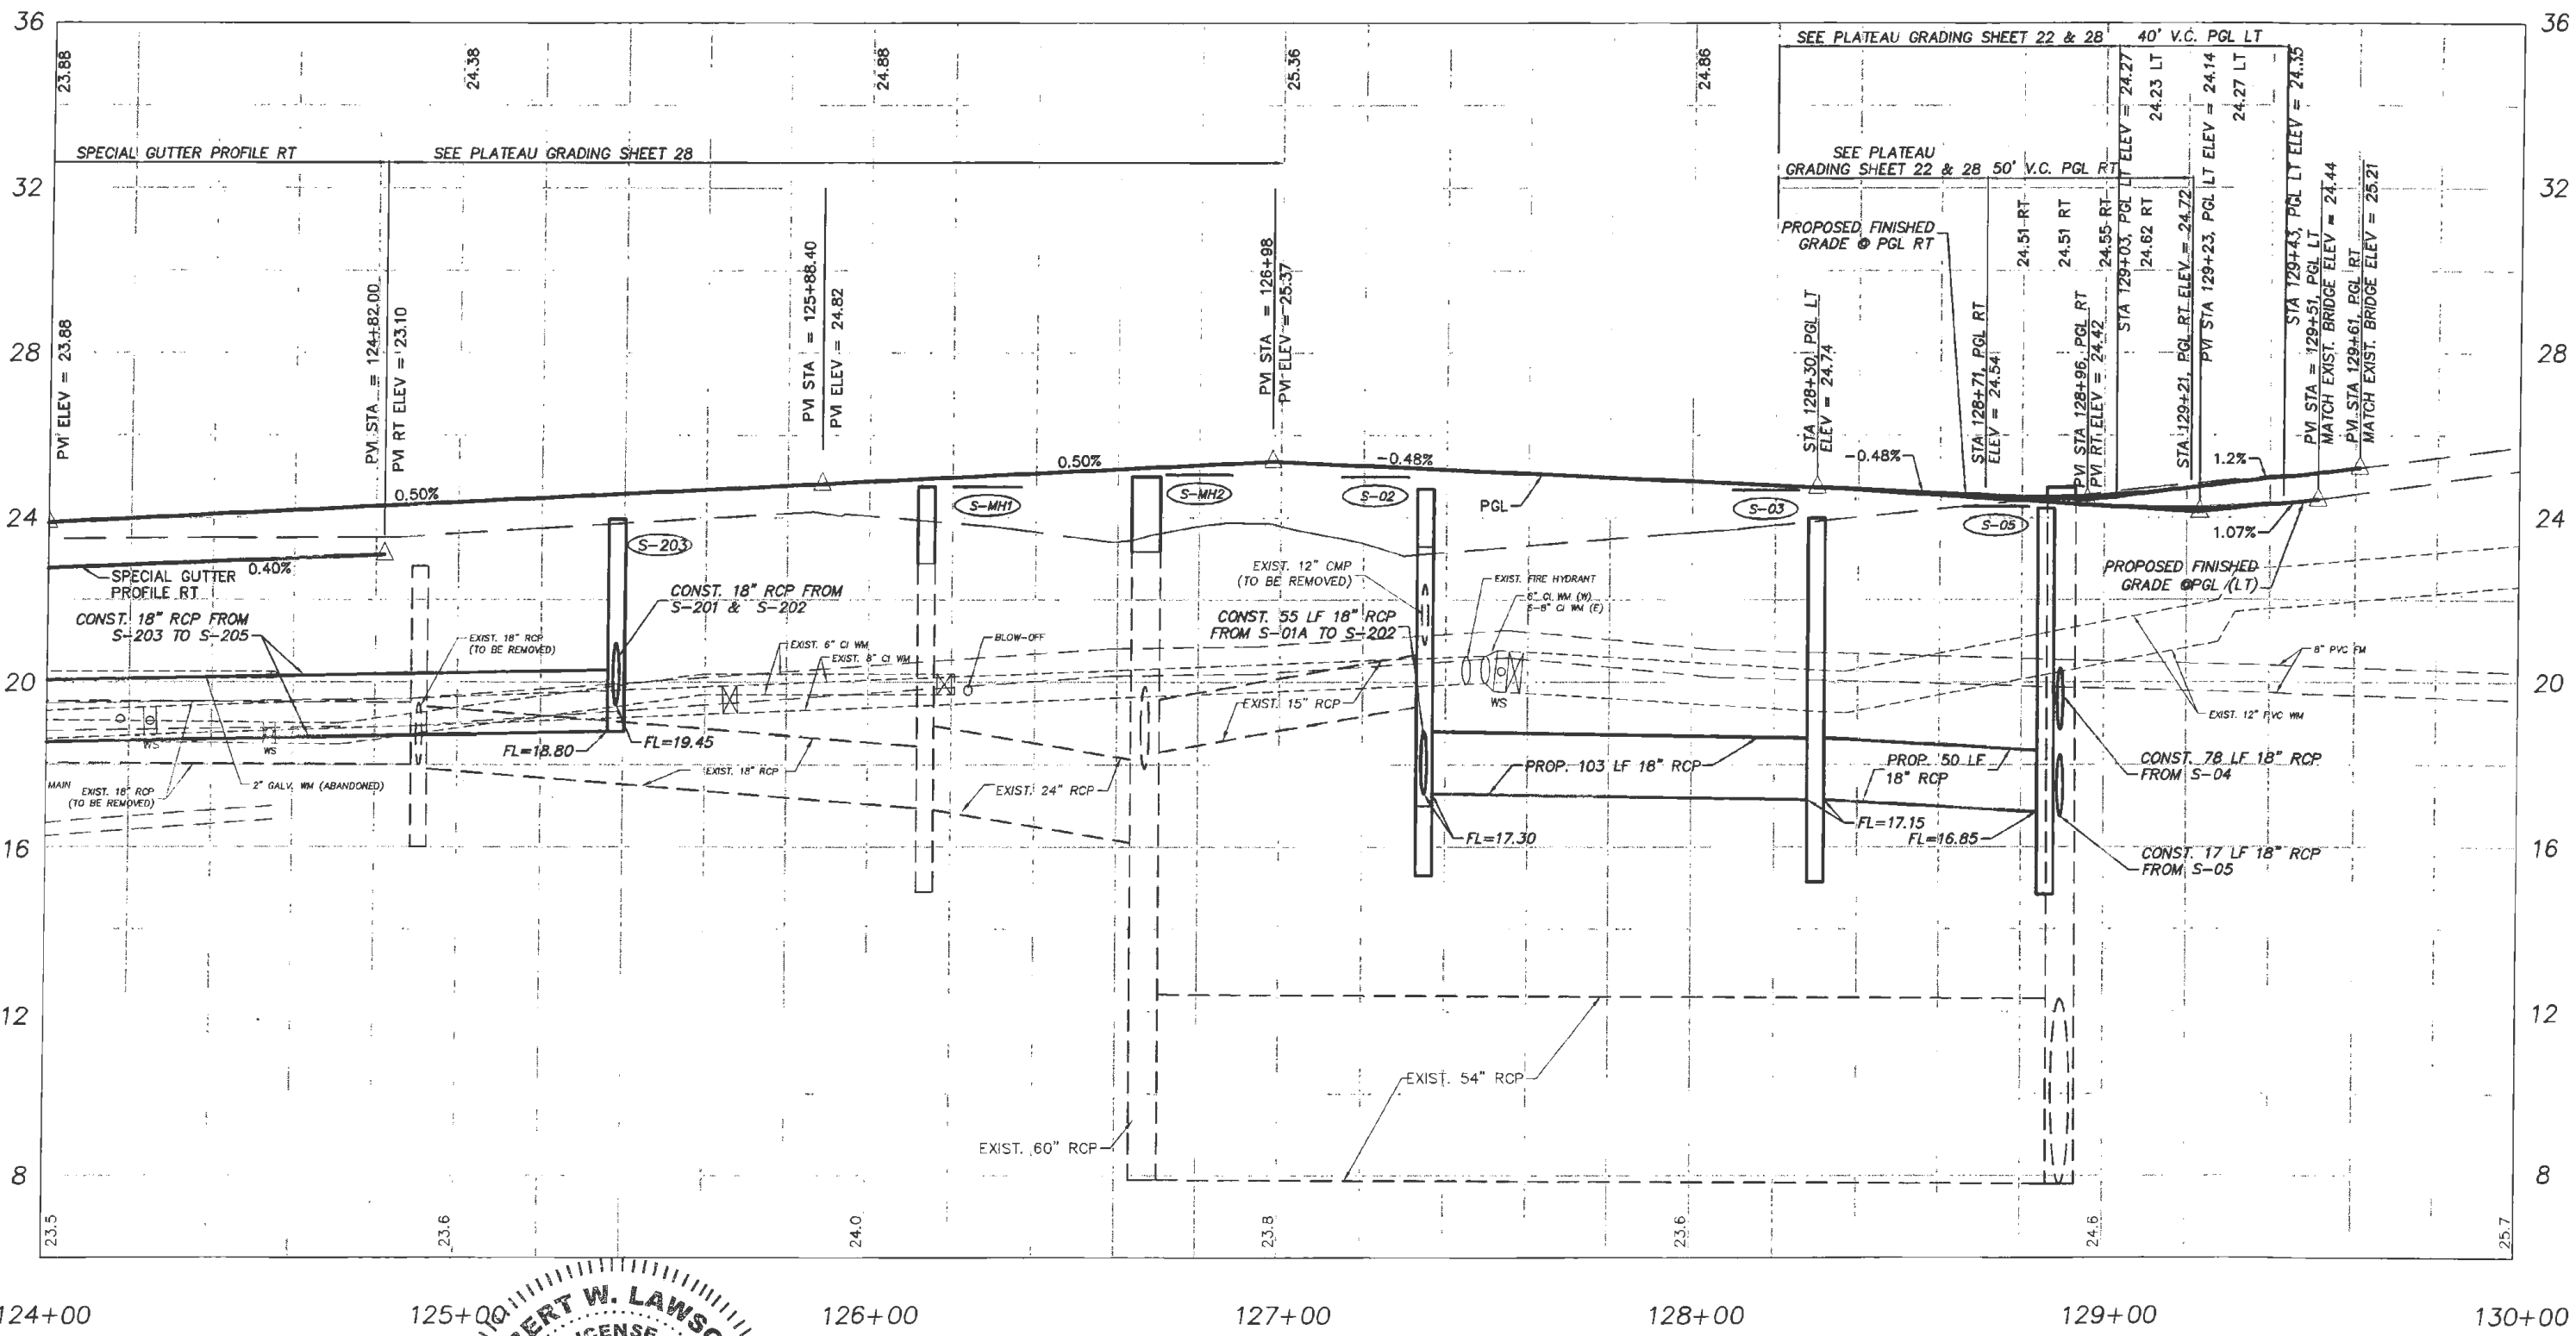 36
36
32
32
28
28
24
24
20
20
16
16
12
12
8
8
23.88
24.38
24.88
25.36
24.86
SEE PLATEAU GRADING SHEET 22 & 28
40' V.C. PGL LT
SPECIAL GUTTER PROFILE RT
SEE PLATEAU GRADING SHEET 28
SEE PLATEAU
GRADING SHEET 22 & 28
50' V.C. PGL RT
PVI ELEV = 23.88
PVI STA = 124+82.00
PVI RT ELEV = 23.10
PVI STA = 125+88.40
PVI ELEV = 24.82
PVI STA = 126+98
PVI ELEV = 25.37
STA 128+30, PGL LT
ELEV = 24.74
PROPOSED FINISHED
GRADE @ PGL RT
STA 128+71, PGL RT
ELEV = 24.54
24.51 RT
24.51 RT
24.55 RT
24.62 RT
PVI STA 128+96, PGL RT
PVI RT ELEV = 24.42
STA 129+03, PGL LT ELEV = 24.27
24.23 LT
STA 129+21, PGL RT ELEV = 24.72
PVI STA 129+23, PGL LT ELEV = 24.14
24.27 LT
STA 129+43, PGL LT ELEV = 24.35
PVI STA = 129+51, PGL LT
MATCH EXIST. BRIDGE ELEV = 24.44
PVI STA 129+61, PGL RT
MATCH EXIST. BRIDGE ELEV = 25.21
0.50%
0.50%
-0.48%
-0.48%
1.2%
1.07%
0.40%
PGL
S-203
S-MH1
S-MH2
S-02
S-03
S-05
SPECIAL GUTTER
PROFILE RT
CONST. 18" RCP FROM
S-203 TO S-205
EXIST. 18" RCP
(TO BE REMOVED)
CONST. 18" RCP FROM
S-201 & S-202
EXIST. 6" CI WM
EXIST. 8" CI WM
BLOW-OFF
EXIST. 12" CMP
(TO BE REMOVED)
CONST. 55 LF 18" RCP
FROM S-01A TO S-202
EXIST. FIRE HYDRANT
6" CI WM (W)
S-8" CI WM (E)
WS
PROPOSED FINISHED
GRADE @PGL (LT)
8" PVC FM
EXIST. 12" PVC WM
WS
WS
FL=18.80
FL=19.45
EXIST. 15" RCP
EXIST. 18" RCP
EXIST. 24" RCP
MAIN
EXIST. 18" RCP
(TO BE REMOVED)
2" GALV. WM (ABANDONED)
PROP. 103 LF 18" RCP
PROP. 50 LF
18" RCP
CONST. 78 LF 18" RCP
FROM S-04
FL=17.30
FL=17.15
FL=16.85
CONST. 17 LF 18" RCP
FROM S-05
EXIST. 54" RCP
EXIST. 60" RCP
23.5
23.6
24.0
23.8
23.6
24.6
25.7
124+00
125+00
126+00
127+00
128+00
129+00
130+00